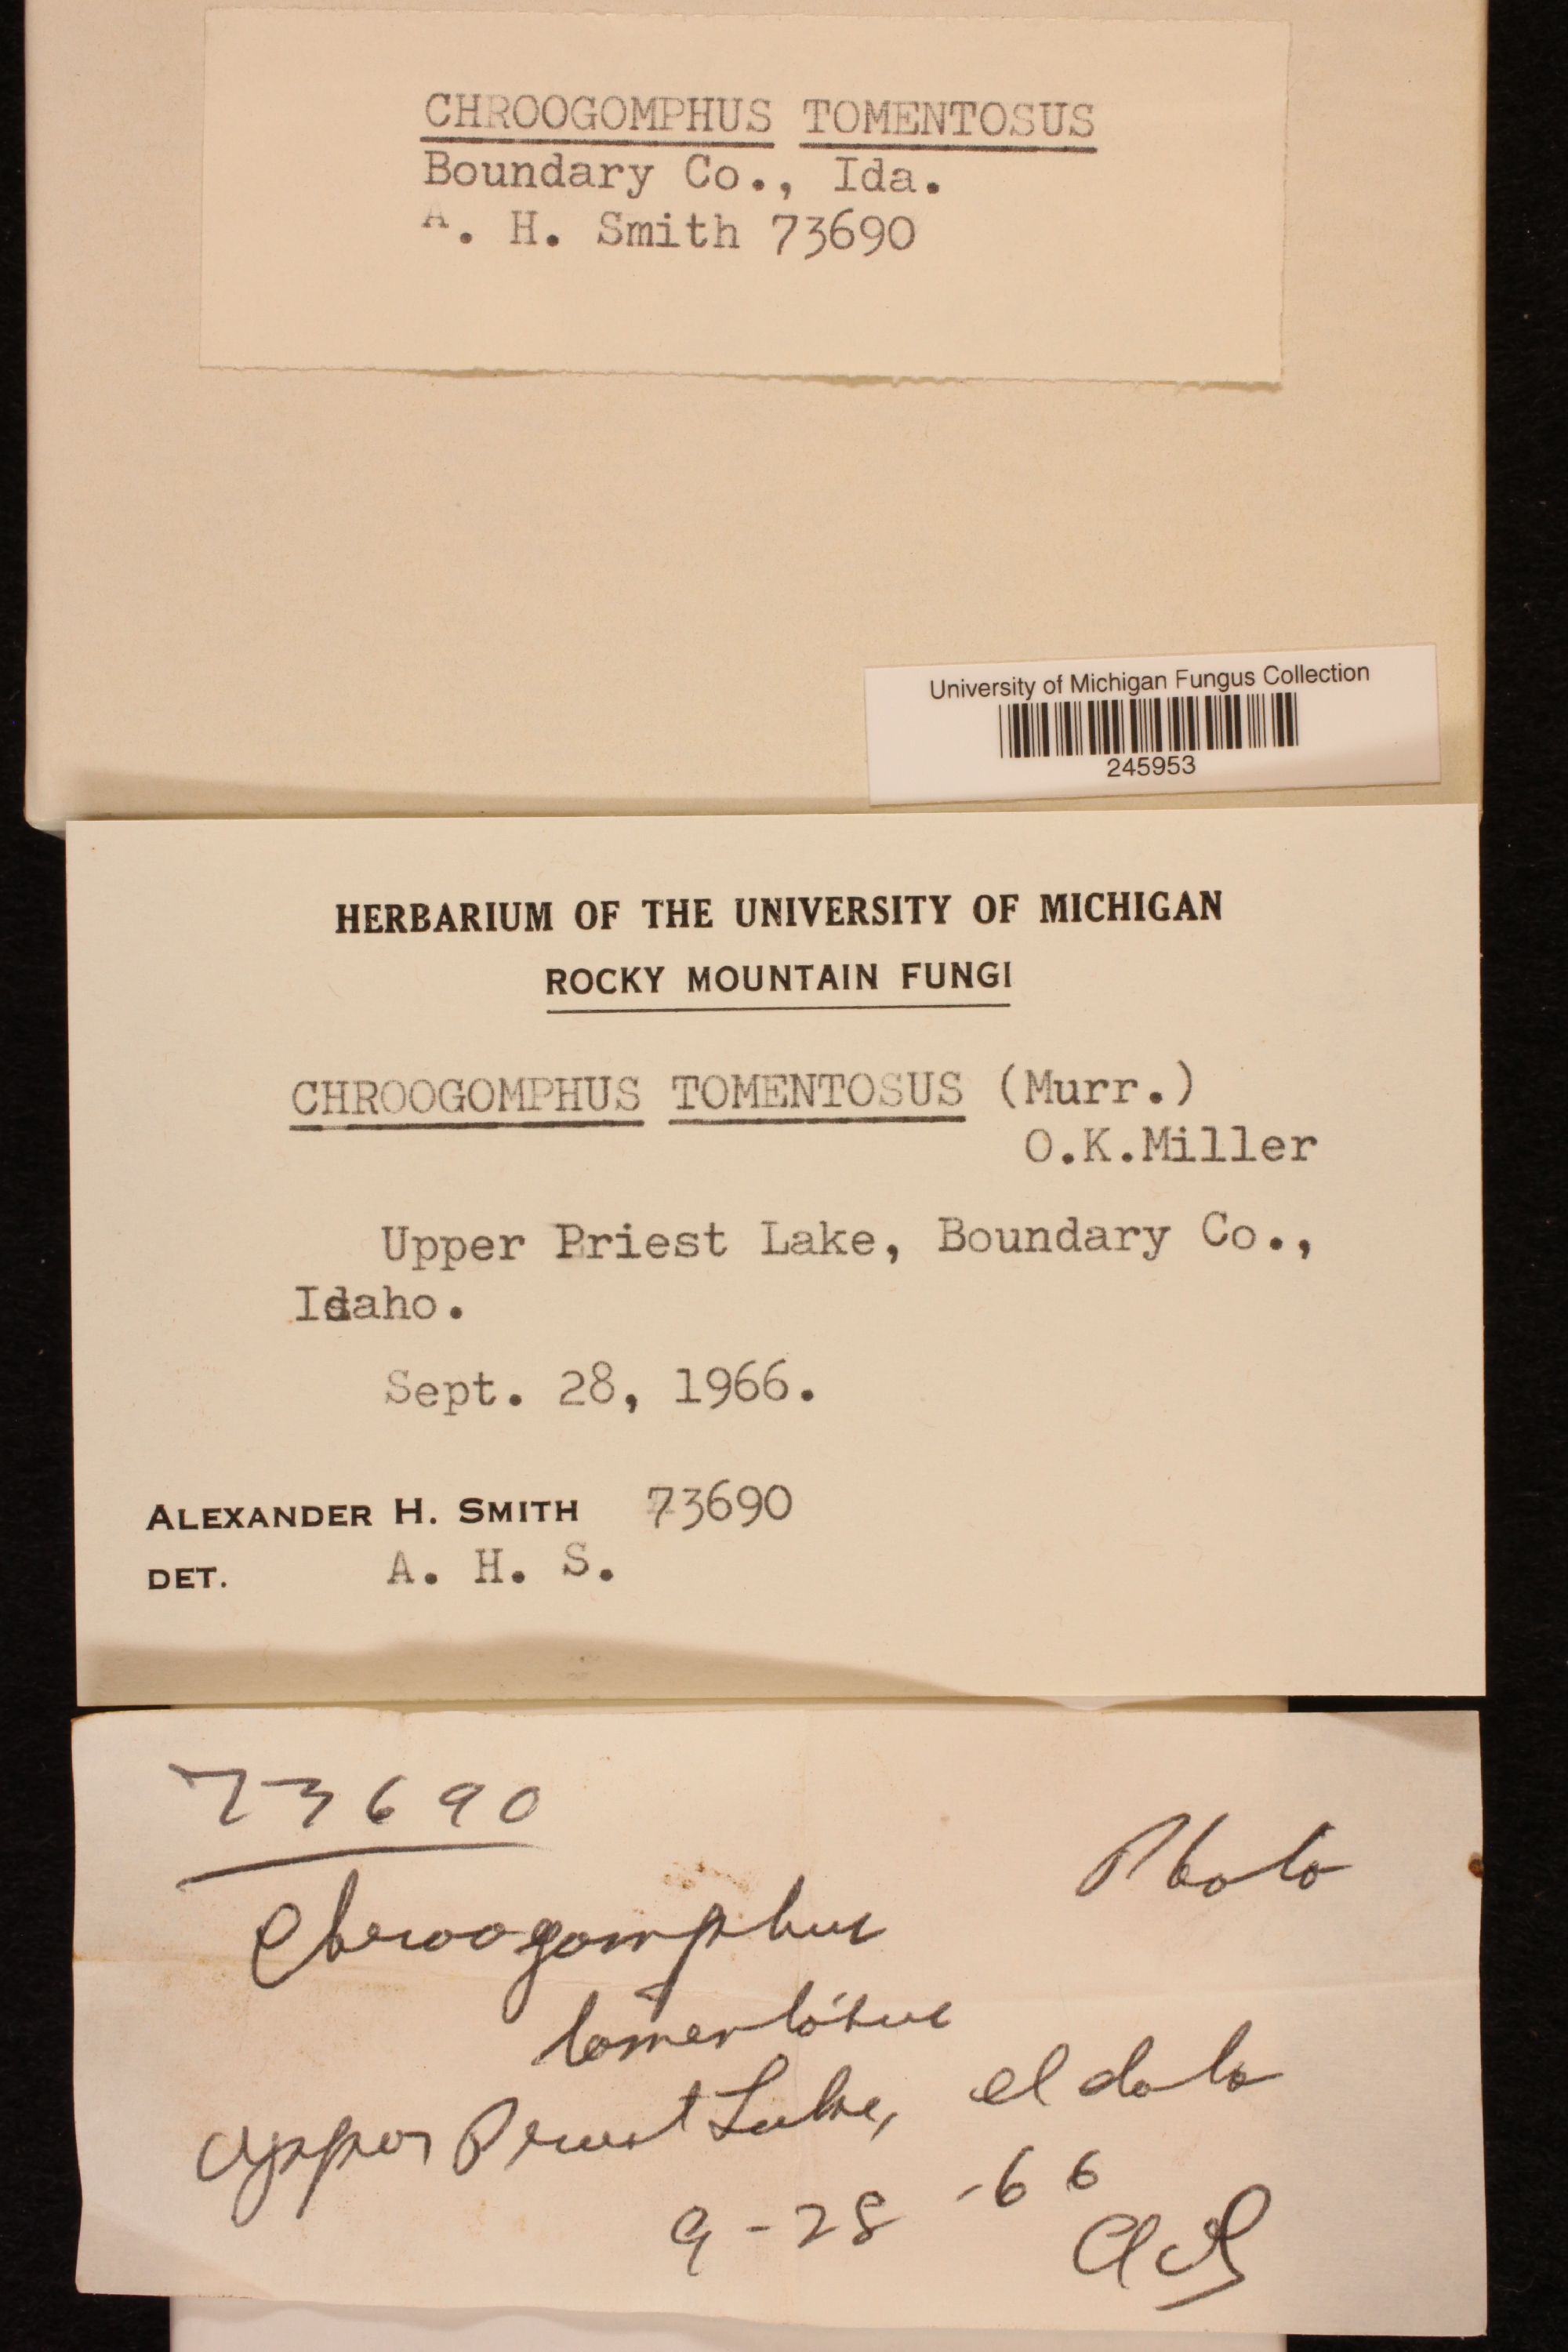 CHROOGOMPHUS TOMENTOSUS
Boundary Co., Ida.
A. H. Smith 73690
University of Michigan Fungus Collection
245953
HERBARIUM OF THE UNIVERSITY OF MICHIGAN
ROCKY MOUNTAIN FUNGI
CHROOGOMPHUS TOMENTOSUS (Murr.)
O.K.Miller
Upper Priest Lake, Boundary Co.,
Idaho.
Sept. 28, 1966.
ALEXANDER H. SMITH 73690
DET. A. H. S.
73690
Photo
Chroogomphus
tomentosus
Upper Priest Lake, Idaho
9-28-66
AHS